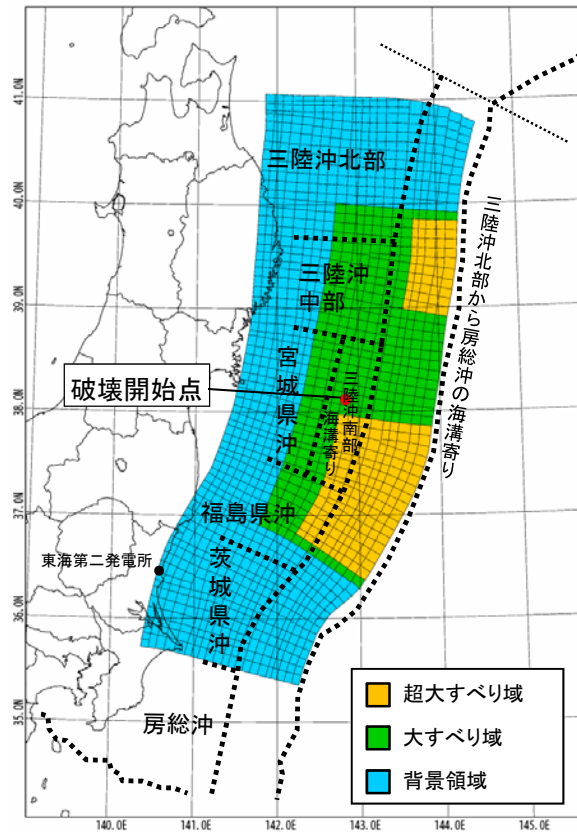 41.0N
40.0N
39.0N
38.0N
37.0N
36.0N
35.0N
三陸沖北部
三陸沖
中部
宮城県沖
破壊開始点
三陸沖南部
海溝寄り
三陸沖北部から房総沖の海溝寄り
福島県沖
東海第二発電所
茨城県沖
房総沖
超大すべり域
大すべり域
背景領域
140.0E
141.0E
142.0E
143.0E
144.0E
145.0E